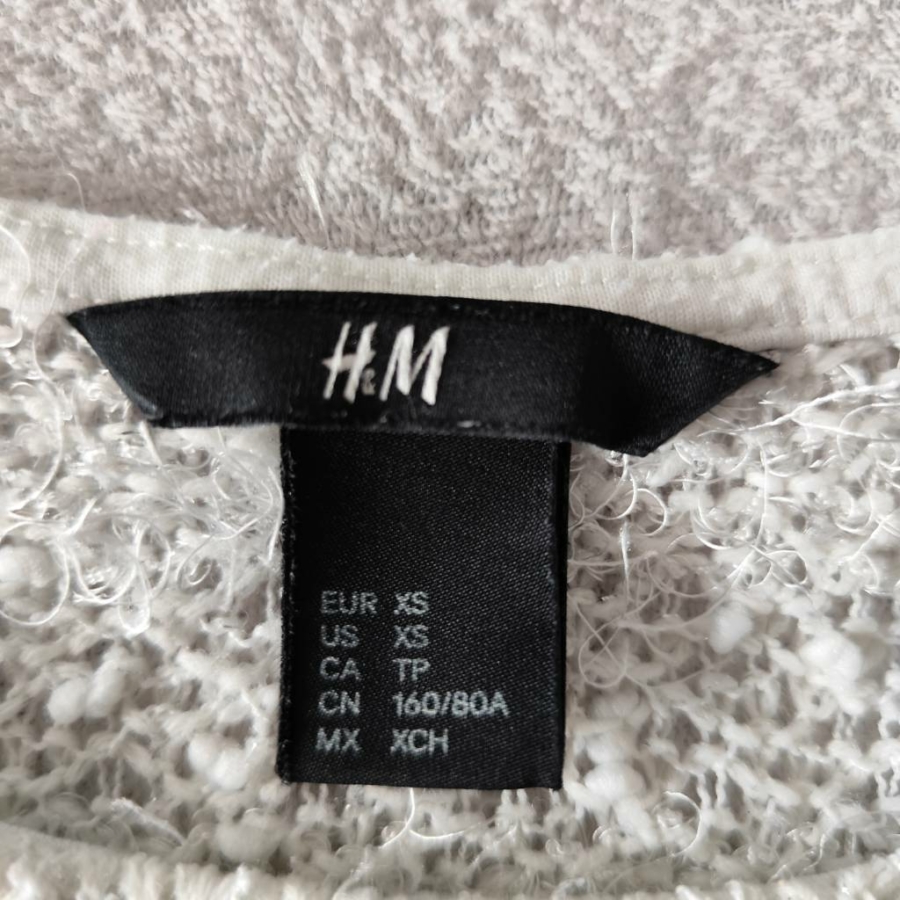 H&M
EUR XS
US XS
CA TP
CN 160/80A
MX XCH